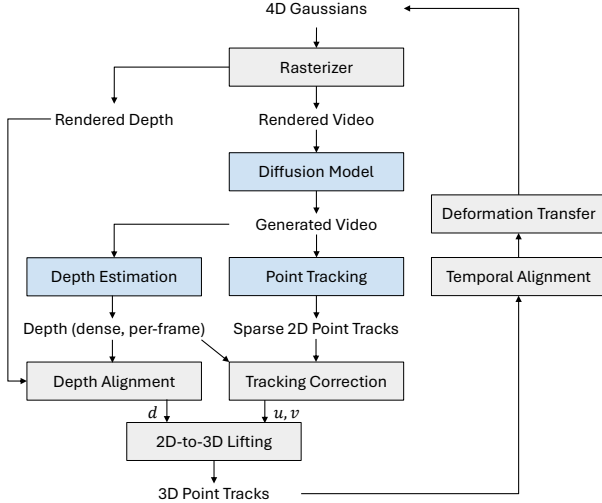 4D Gaussians
Rasterizer
Rendered Depth
Rendered Video
Diffusion Model
Generated Video
Deformation Transfer
Depth Estimation
Point Tracking
Temporal Alignment
Depth (dense, per-frame)
Sparse 2D Point Tracks
Depth Alignment
Tracking Correction
d
u, v
2D-to-3D Lifting
3D Point Tracks